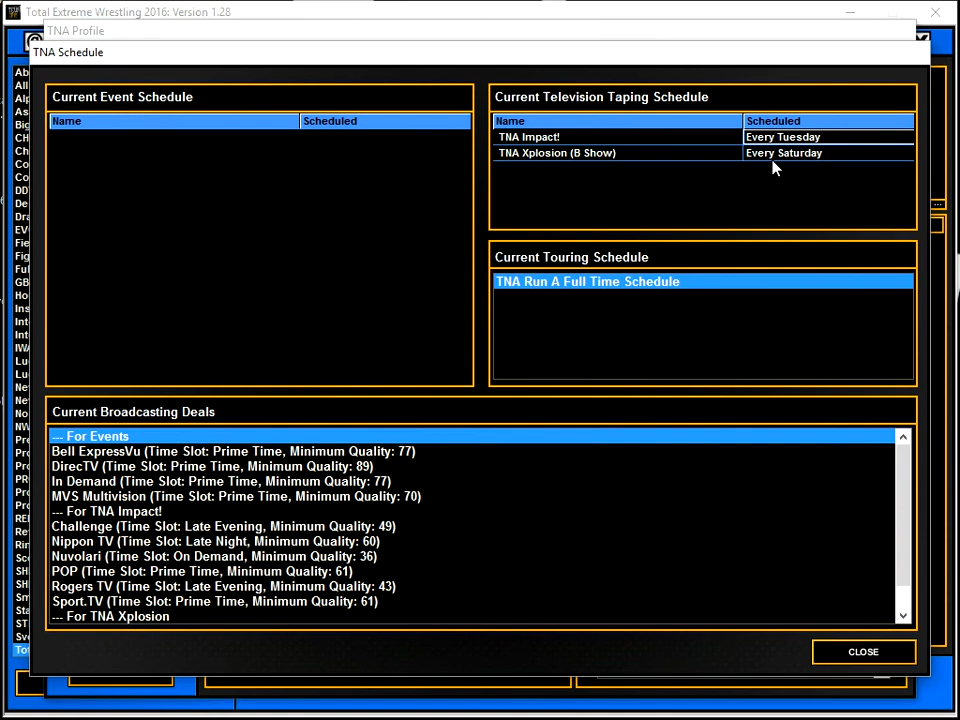 Total Extreme Wrestling 2016: Version 1.28
TNA Profile
TNA Schedule
Current Event Schedule
Name Scheduled
Current Television Taping Schedule
Name Scheduled
TNA Impact! Every Tuesday
TNA Xplosion (B Show) Every Saturday
Current Touring Schedule
TNA Run A Full Time Schedule
Current Broadcasting Deals
--- For Events
Bell ExpressVu (Time Slot: Prime Time, Minimum Quality: 77)
DirecTV (Time Slot: Prime Time, Minimum Quality: 89)
In Demand (Time Slot: Prime Time, Minimum Quality: 77)
MVS Multivision (Time Slot: Prime Time, Minimum Quality: 70)
--- For TNA Impact!
Challenge (Time Slot: Late Evening, Minimum Quality: 49)
Nippon TV (Time Slot: Late Night, Minimum Quality: 60)
Nuvolari (Time Slot: On Demand, Minimum Quality: 36)
POP (Time Slot: Prime Time, Minimum Quality: 61)
Rogers TV (Time Slot: Late Evening, Minimum Quality: 43)
Sport.TV (Time Slot: Prime Time, Minimum Quality: 61)
--- For TNA Xplosion
CLOSE